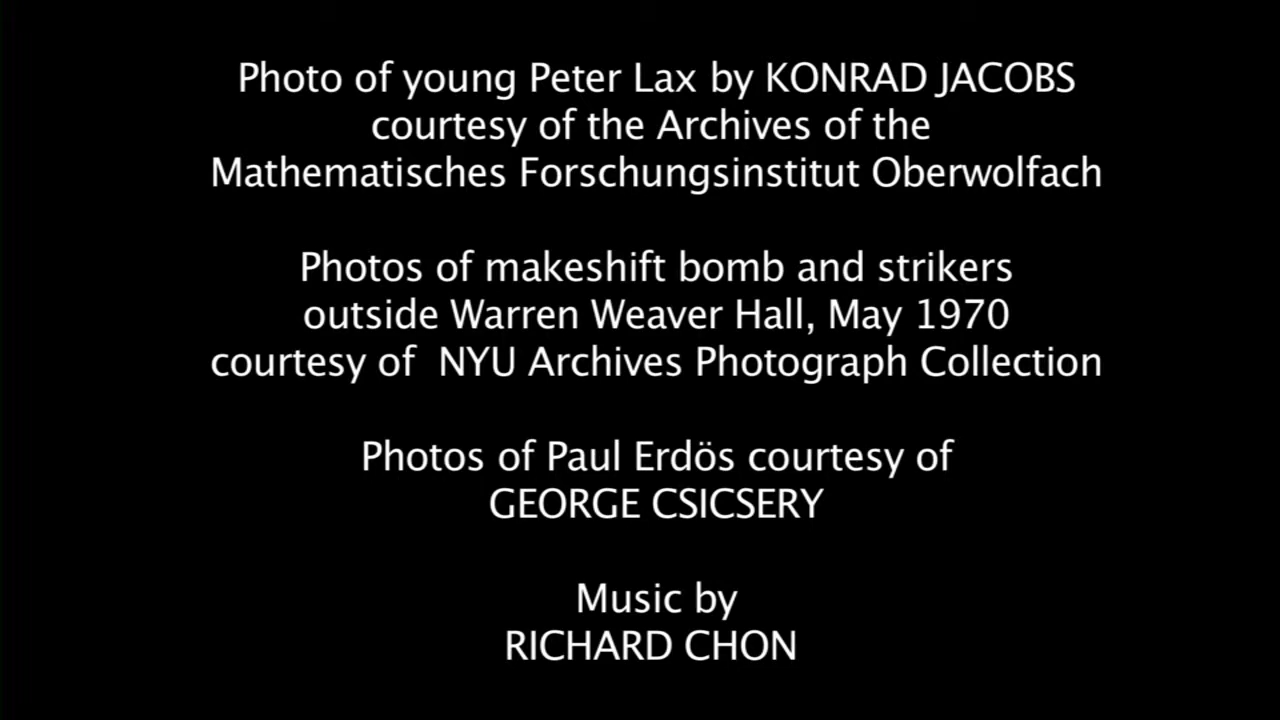 Photo of young Peter Lax by KONRAD JACOBS
courtesy of the Archives of the
Mathematisches Forschungsinstitut Oberwolfach
Photos of makeshift bomb and strikers
outside Warren Weaver Hall, May 1970
courtesy of  NYU Archives Photograph Collection
Photos of Paul Erdös courtesy of
GEORGE CSICSERY
Music by
RICHARD CHON